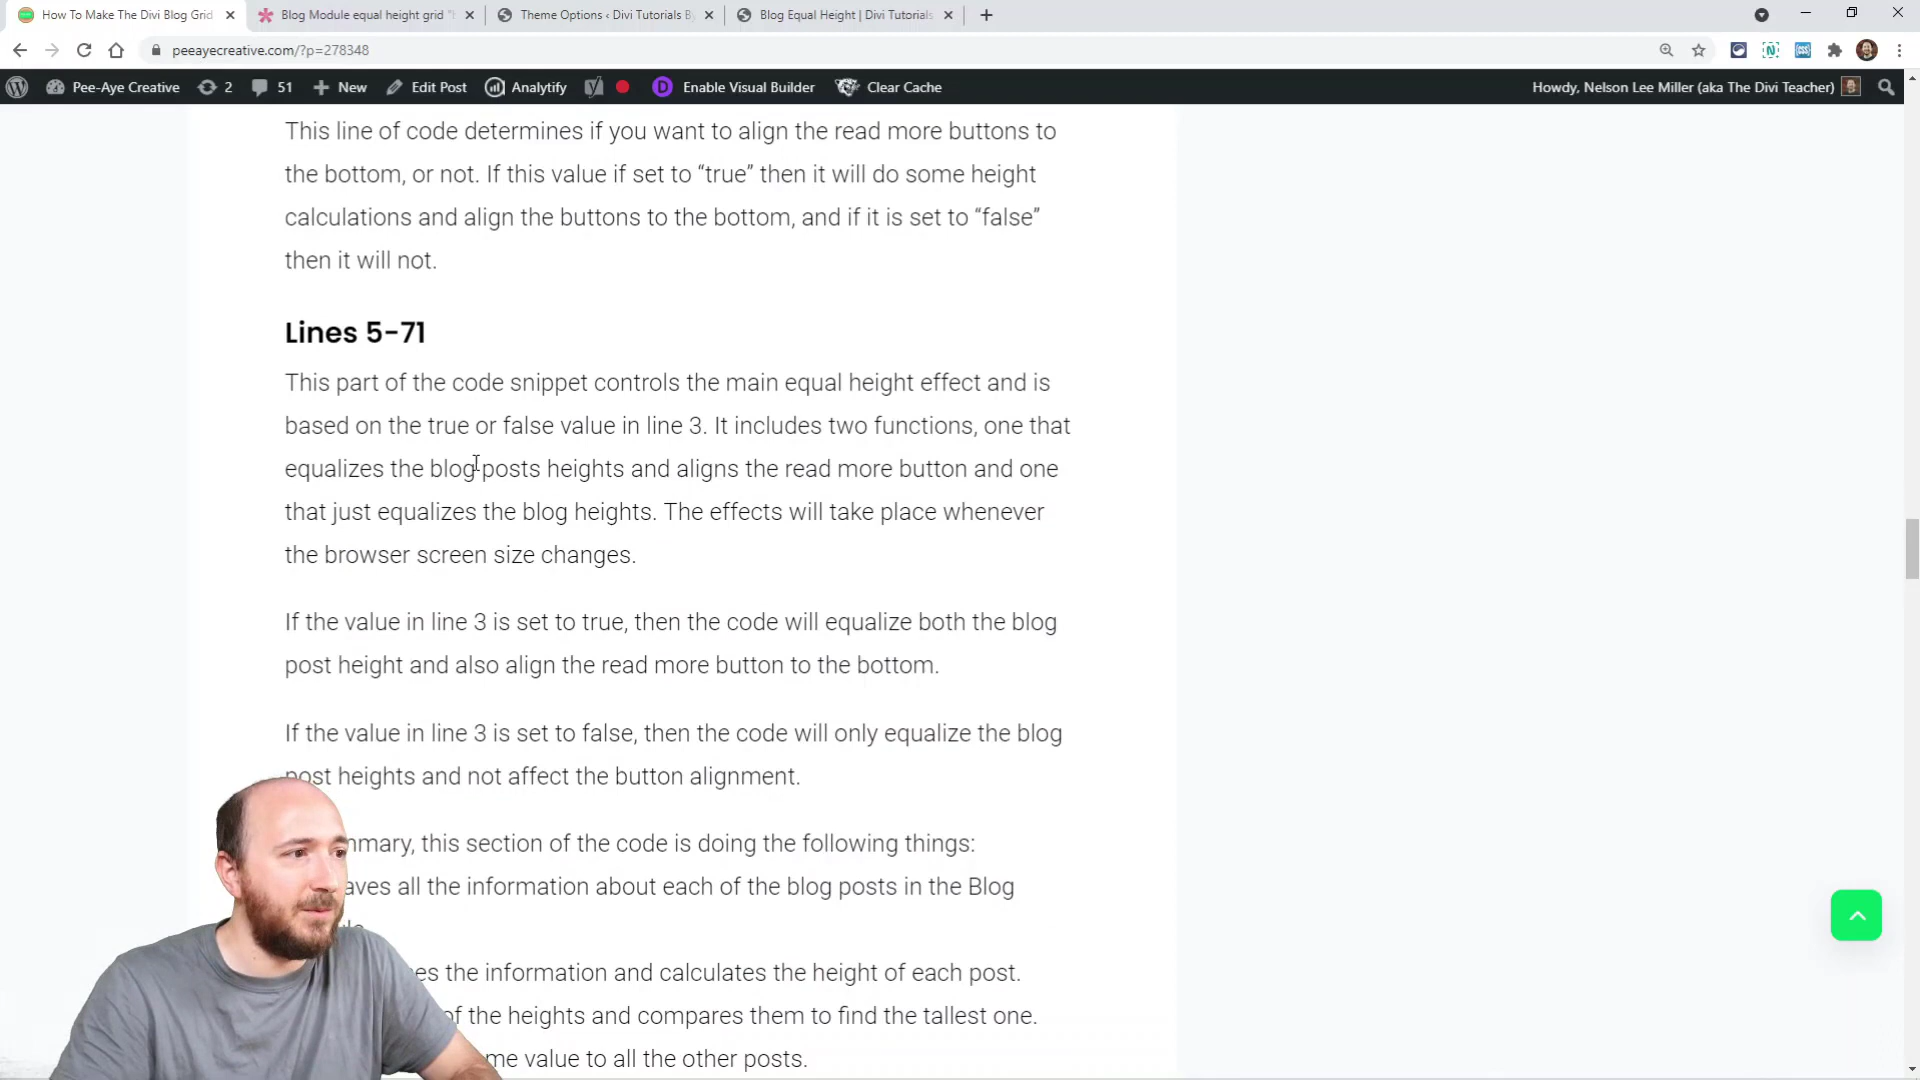 How To Make The Divi Blog Grid
Blog Module equal height grid "b
Theme Options ‹ Divi Tutorials By
Blog Equal Height | Divi Tutorials
peeayecreative.com/?p=278348
Pee-Aye Creative
2
51
New
Edit Post
Analytify
Enable Visual Builder
Clear Cache
Howdy, Nelson Lee Miller (aka The Divi Teacher)
This line of code determines if you want to align the read more buttons to
the bottom, or not. If this value if set to “true” then it will do some height
calculations and align the buttons to the bottom, and if it is set to “false”
then it will not.
Lines 5-71
This part of the code snippet controls the main equal height effect and is
based on the true or false value in line 3. It includes two functions, one that
equalizes the blog posts heights and aligns the read more button and one
that just equalizes the blog heights. The effects will take place whenever
the browser screen size changes.
If the value in line 3 is set to true, then the code will equalize both the blog
post height and also align the read more button to the bottom.
If the value in line 3 is set to false, then the code will only equalize the blog
post heights and not affect the button alignment.
mmary, this section of the code is doing the following things:
aves all the information about each of the blog posts in the Blog
es the information and calculates the height of each post.
of the heights and compares them to find the tallest one.
me value to all the other posts.